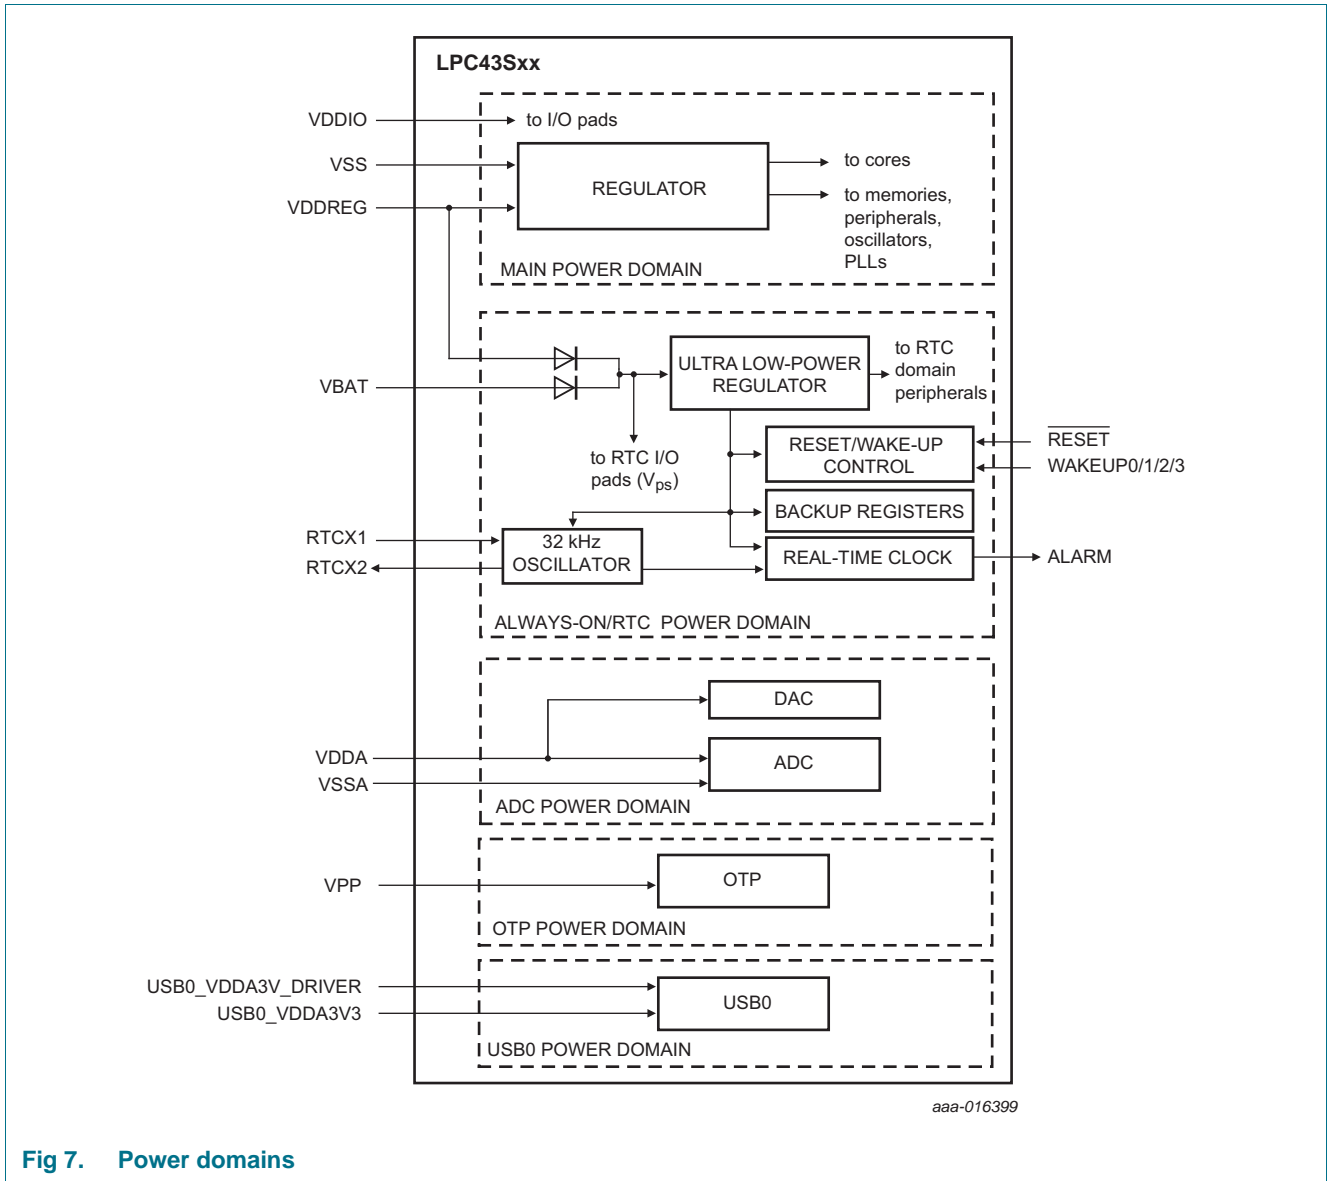 LPC43Sxx
VDDIO
to I/O pads
VSS
REGULATOR
to cores
VDDREG
to memories,
peripherals,
oscillators,
PLLs
MAIN POWER DOMAIN
VBAT
ULTRA LOW-POWER
REGULATOR
to RTC
domain
peripherals
to RTC I/O
pads (Vps)
RESET/WAKE-UP
CONTROL
RESET
WAKEUP0/1/2/3
BACKUP REGISTERS
RTCX1
RTCX2
32 kHz
OSCILLATOR
REAL-TIME CLOCK
ALARM
ALWAYS-ON/RTC POWER DOMAIN
DAC
VDDA
ADC
VSSA
ADC POWER DOMAIN
VPP
OTP
OTP POWER DOMAIN
USB0_VDDA3V_DRIVER
USB0_VDDA3V3
USB0
USB0 POWER DOMAIN
aaa-016399
Fig 7. Power domains